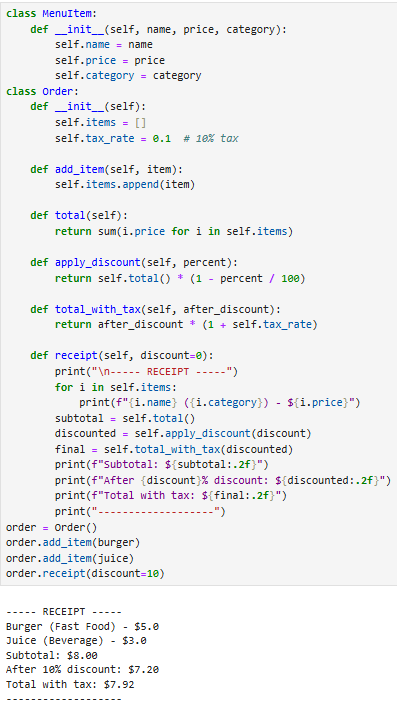 class MenuItem:
    def __init__(self, name, price, category):
        self.name = name
        self.price = price
        self.category = category
class Order:
    def __init__(self):
        self.items = []
        self.tax_rate = 0.1  # 10% tax

    def add_item(self, item):
        self.items.append(item)

    def total(self):
        return sum(i.price for i in self.items)

    def apply_discount(self, percent):
        return self.total() * (1 - percent / 100)

    def total_with_tax(self, after_discount):
        return after_discount * (1 + self.tax_rate)

    def receipt(self, discount=0):
        print("\n----- RECEIPT -----")
        for i in self.items:
            print(f"{i.name} ({i.category}) - ${i.price}")
        subtotal = self.total()
        discounted = self.apply_discount(discount)
        final = self.total_with_tax(discounted)
        print(f"Subtotal: ${subtotal:.2f}")
        print(f"After {discount}% discount: ${discounted:.2f}")
        print(f"Total with tax: ${final:.2f}")
        print("-------------------")
order = Order()
order.add_item(burger)
order.add_item(juice)
order.receipt(discount=10)

----- RECEIPT -----
Burger (Fast Food) - $5.0
Juice (Beverage) - $3.0
Subtotal: $8.00
After 10% discount: $7.20
Total with tax: $7.92
-------------------